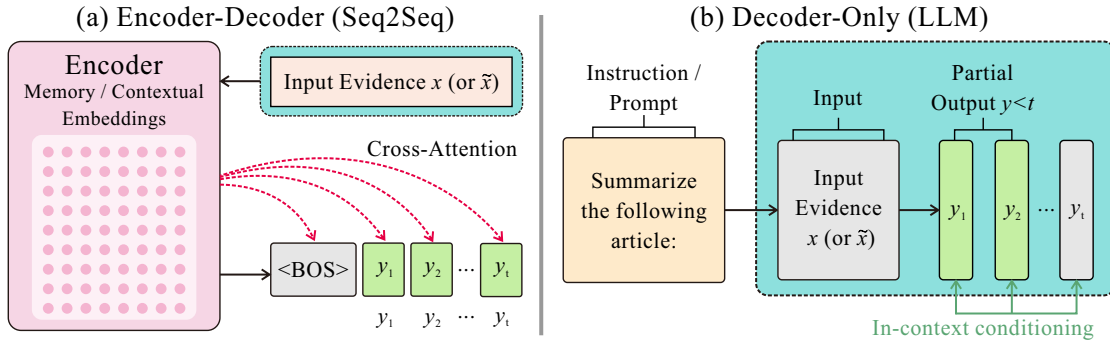 (a) Encoder-Decoder (Seq2Seq)
Encoder
Memory / Contextual
Embeddings
Input Evidence x (or x̃)
Cross-Attention
<BOS> y₁ y₂ ... yₜ
y₁ y₂ ... yₜ
(b) Decoder-Only (LLM)
Instruction /
Prompt
Summarize
the following
article:
Input
Input
Evidence
x (or x̃)
Partial
Output y<t
y₁ y₂ ... yₜ
In-context conditioning